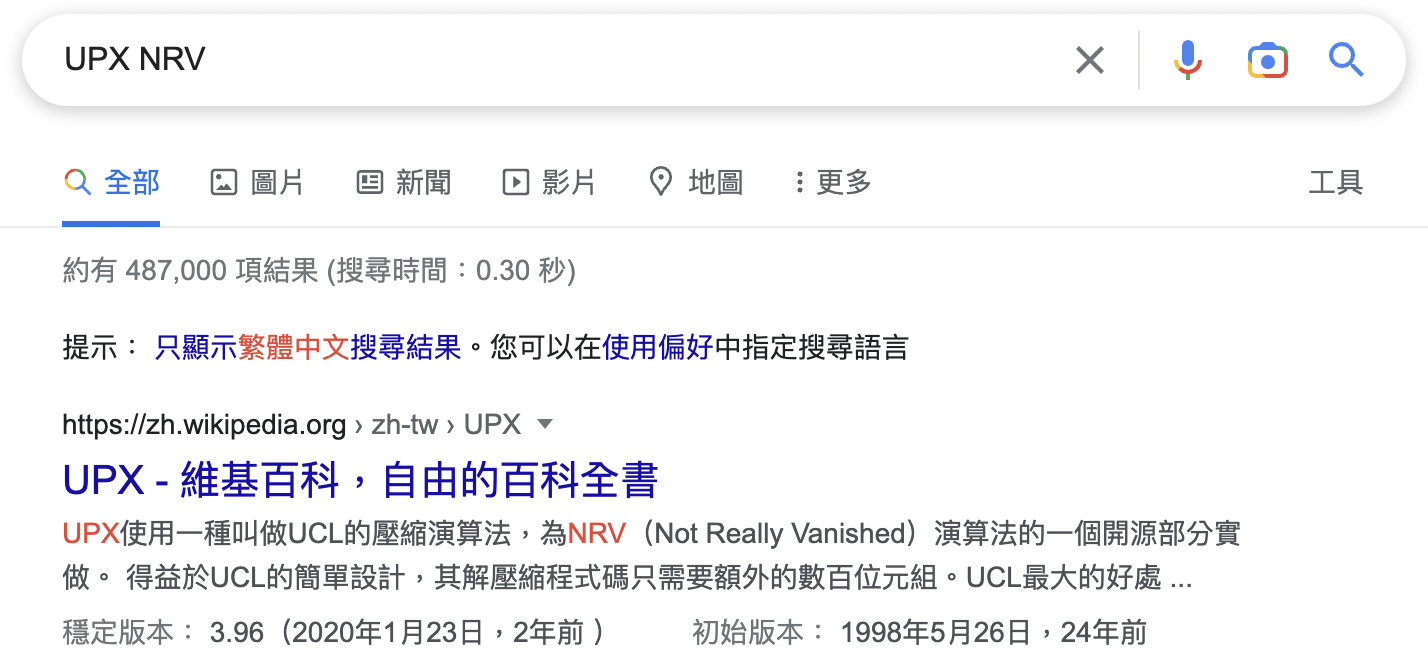 UPX NRV
全部 圖片 新聞 影片 地圖 更多 工具
約有 487,000 項結果 (搜尋時間:0.30 秒)
提示: 只顯示繁體中文搜尋結果。您可以在使用偏好中指定搜尋語言
https://zh.wikipedia.org › zh-tw › UPX
UPX - 維基百科,自由的百科全書
UPX使用一種叫做UCL的壓縮演算法,為NRV(Not Really Vanished)演算法的一個開源部分實
做。 得益於UCL的簡單設計,其解壓縮程式碼只需要額外的數百位元組。UCL最大的好處 ...
穩定版本: 3.96(2020年1月23日,2年前 ) 初始版本: 1998年5月26日,24年前